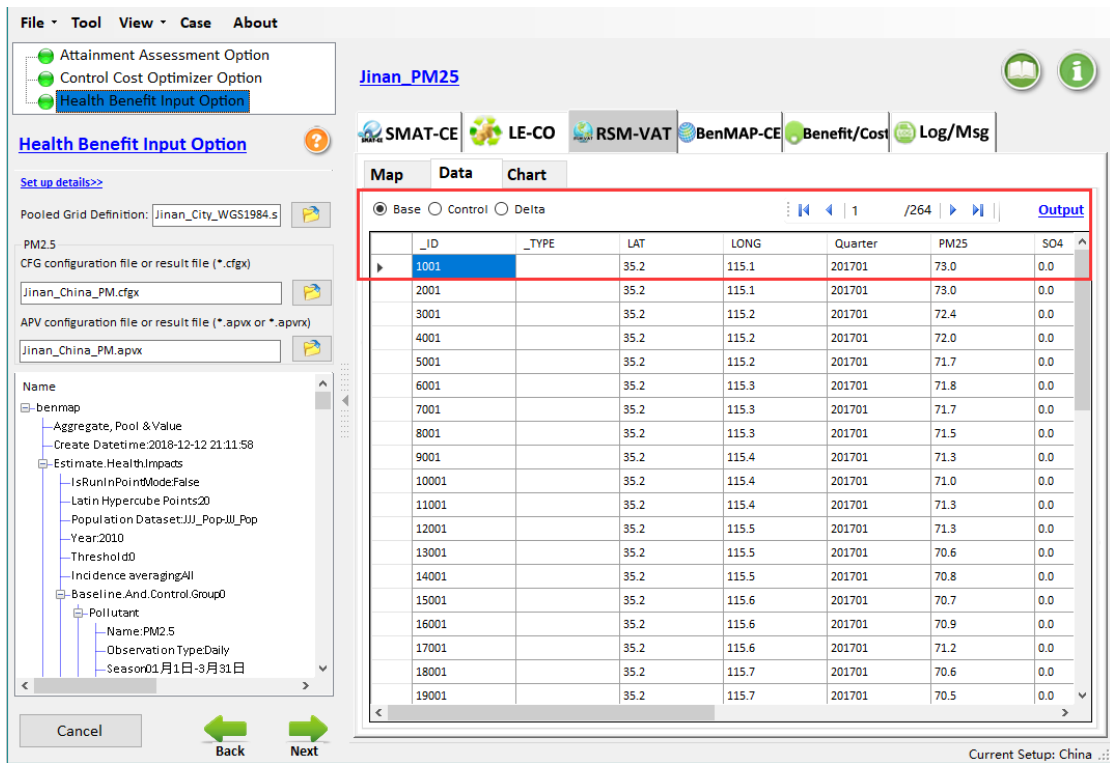 File Tool View Case About
Attainment Assessment Option
Control Cost Optimizer Option
Health Benefit Input Option
Health Benefit Input Option
Set up details>>
Pooled Grid Definition: Jinan_City_WGS1984.s
PM2.5
CFG configuration file or result file (*.cfgx)
Jinan_China_PM.cfgx
APV configuration file or result file (*.apvx or *.apvrx)
Jinan_China_PM.apvx
Name
benmap
Aggregate, Pool & Value
Create Datetime:2018-12-12 21:11:58
Estimate.Health.Impacts
IsRunInPointMode:False
Latin Hypercube Points20
Population Dataset:JJJ_Pop-JJJ_Pop
Year:2010
Threshold:0
Incidence averagingAll
Baseline.And.Control.Group0
Pollutant
Name:PM2.5
Observation Type:Daily
Season01月1日-3月31日
Cancel
Back
Next
Jinan_PM25
SMAT-CE LE-CO RSM-VAT BenMAP-CE Benefit/Cost Log/Msg
Map Data Chart
Base Control Delta 1 /264 Output
_ID _TYPE LAT LONG Quarter PM25 SO4
1001 35.2 115.1 201701 73.0 0.0
2001 35.2 115.1 201701 73.0 0.0
3001 35.2 115.2 201701 72.4 0.0
4001 35.2 115.2 201701 72.0 0.0
5001 35.2 115.2 201701 71.7 0.0
6001 35.2 115.3 201701 71.8 0.0
7001 35.2 115.3 201701 71.7 0.0
8001 35.2 115.3 201701 71.5 0.0
9001 35.2 115.4 201701 71.3 0.0
10001 35.2 115.4 201701 71.0 0.0
11001 35.2 115.4 201701 71.3 0.0
12001 35.2 115.5 201701 71.3 0.0
13001 35.2 115.5 201701 70.6 0.0
14001 35.2 115.5 201701 70.8 0.0
15001 35.2 115.6 201701 70.7 0.0
16001 35.2 115.6 201701 70.9 0.0
17001 35.2 115.6 201701 71.2 0.0
18001 35.2 115.7 201701 70.6 0.0
19001 35.2 115.7 201701 70.5 0.0
Current Setup: China